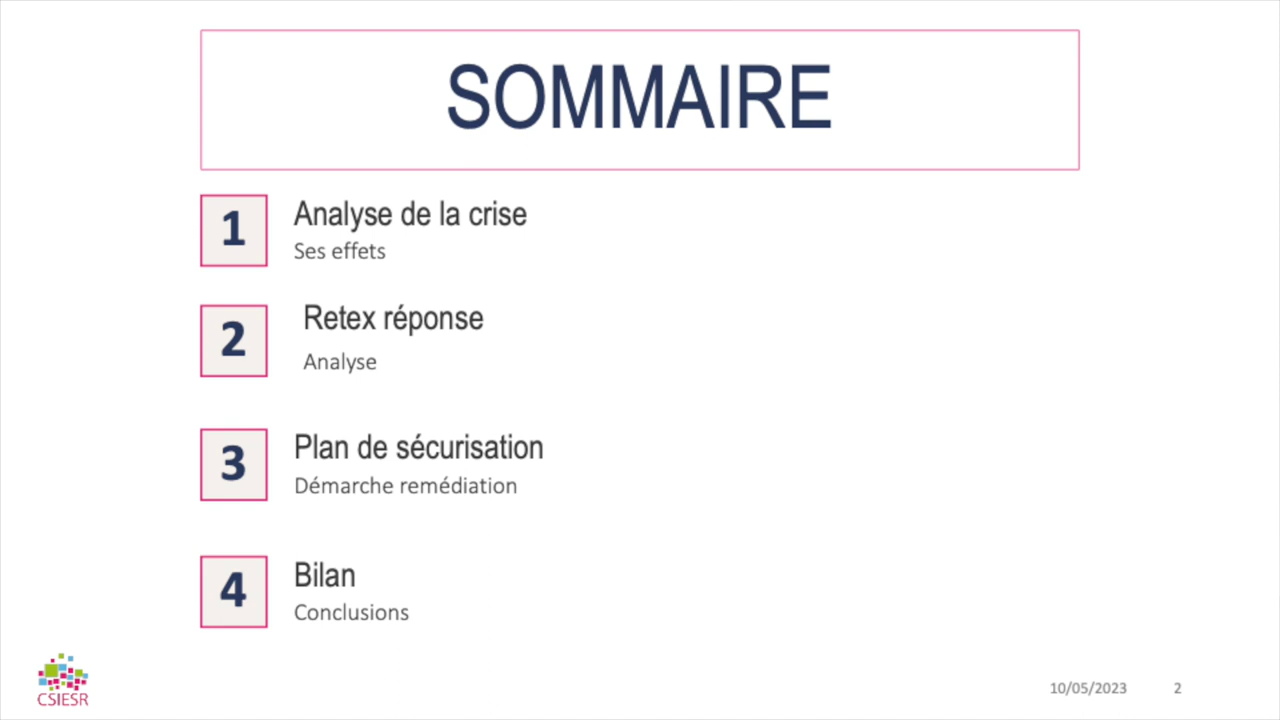 SOMMAIRE
1
Analyse de la crise
Ses effets
2
Retex réponse
Analyse
3
Plan de sécurisation
Démarche remédiation
4
Bilan
Conclusions
CSIESR
10/05/2023 2